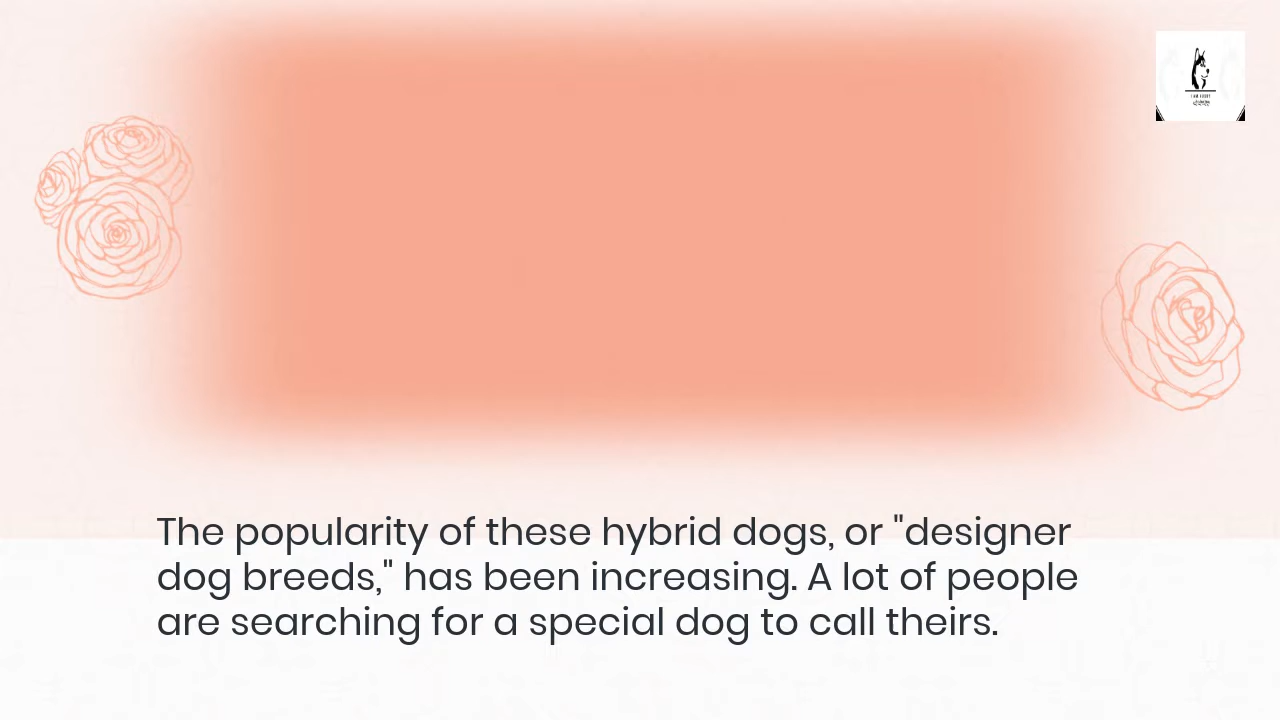 The popularity of these hybrid dogs, or "designer
dog breeds," has been increasing. A lot of people
are searching for a special dog to call theirs.